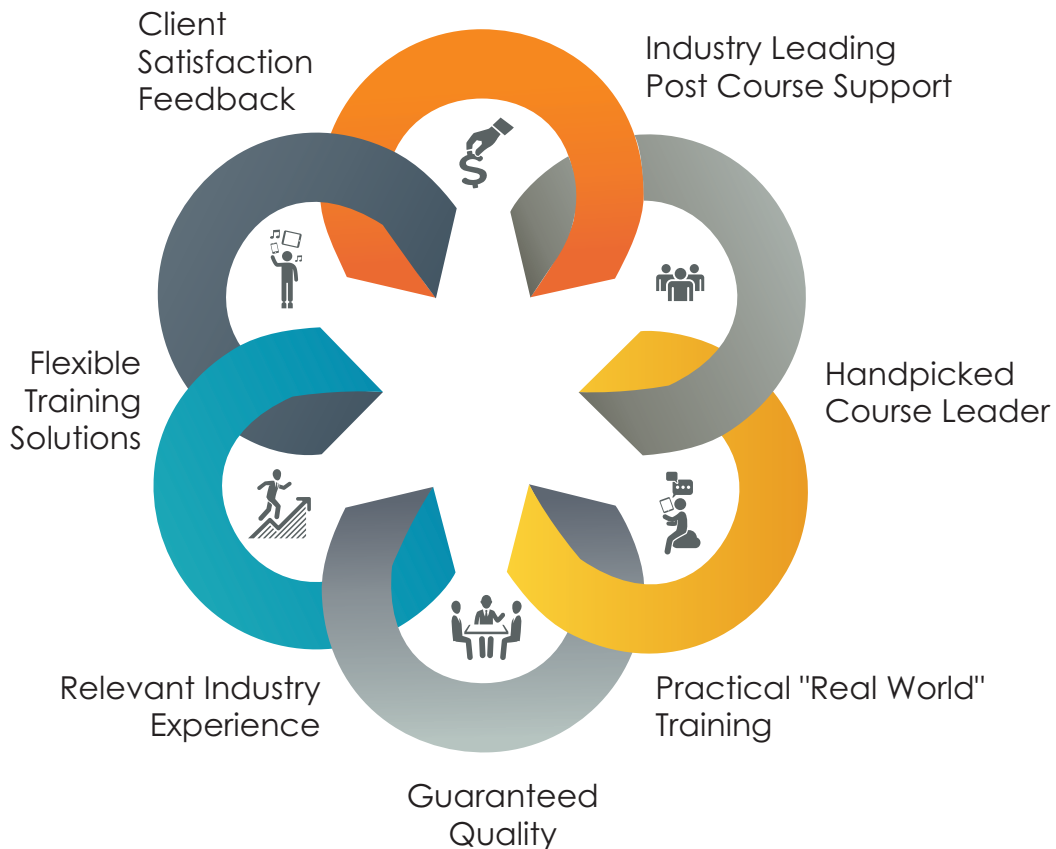 Client
Satisfaction
Feedback
Industry Leading
Post Course Support
Flexible
Training
Solutions
Handpicked
Course Leader
Relevant Industry
Experience
Practical "Real World"
Training
Guaranteed
Quality
$